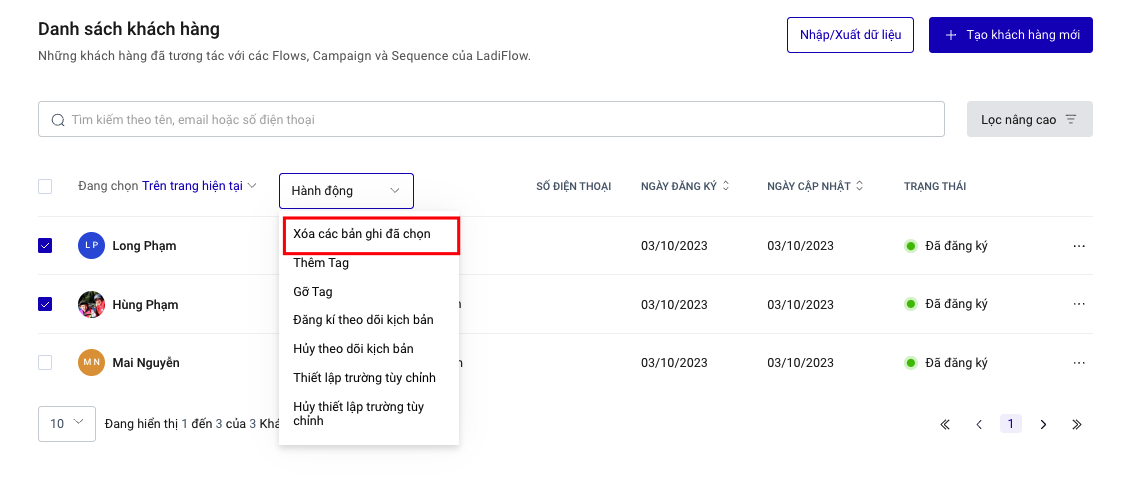 Danh sách khách hàng
Những khách hàng đã tương tác với các Flows, Campaign và Sequence của LadiFlow.
Nhập/Xuất dữ liệu
Tạo khách hàng mới
Tìm kiếm theo tên, email hoặc số điện thoại
Lọc nâng cao
Đang chọn Trên trang hiện tại
Hành động
SỐ ĐIỆN THOẠI
NGÀY ĐĂNG KÝ
NGÀY CẬP NHẬT
TRẠNG THÁI
Xóa các bản ghi đã chọn
Thêm Tag
Gỡ Tag
Đăng kí theo dõi kịch bản
Hủy theo dõi kịch bản
Thiết lập trường tùy chỉnh
Hủy thiết lập trường tùy
chỉnh
LP Long Phạm 03/10/2023 03/10/2023 Đã đăng ký
Hùng Phạm 03/10/2023 03/10/2023 Đã đăng ký
MN Mai Nguyễn 03/10/2023 03/10/2023 Đã đăng ký
10 Đang hiển thị 1 đến 3 của 3
1